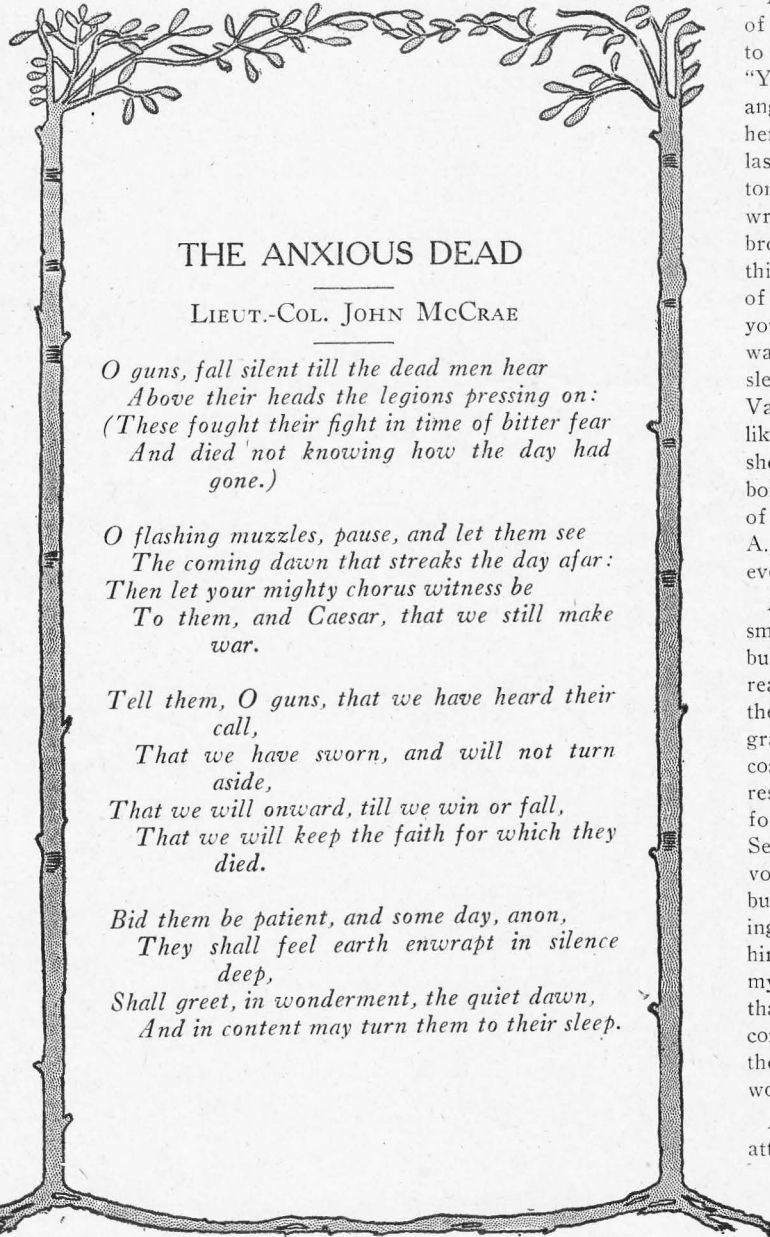 THE ANXIOUS DEAD
LIEUT.-COL. JOHN MCCRAE
O guns, fall silent till the dead men hear
Above their heads the legions pressing on:
(These fought their fight in time of bitter fear
And died not knowing how the day had
gone.)
O flashing muzzles, pause, and let them see
The coming dawn that streaks the day afar:
Then let your mighty chorus witness be
To them, and Caesar, that we still make
war.
Tell them, O guns, that we have heard their
call,
That we have sworn, and will not turn
aside,
That we will onward, till we win or fall,
That we will keep the faith for which they
died.
Bid them be patient, and some day, anon,
They shall feel earth enwrapt in silence
deep,
Shall greet, in wonderment, the quiet dawn,
And in content may turn them to their sleep.